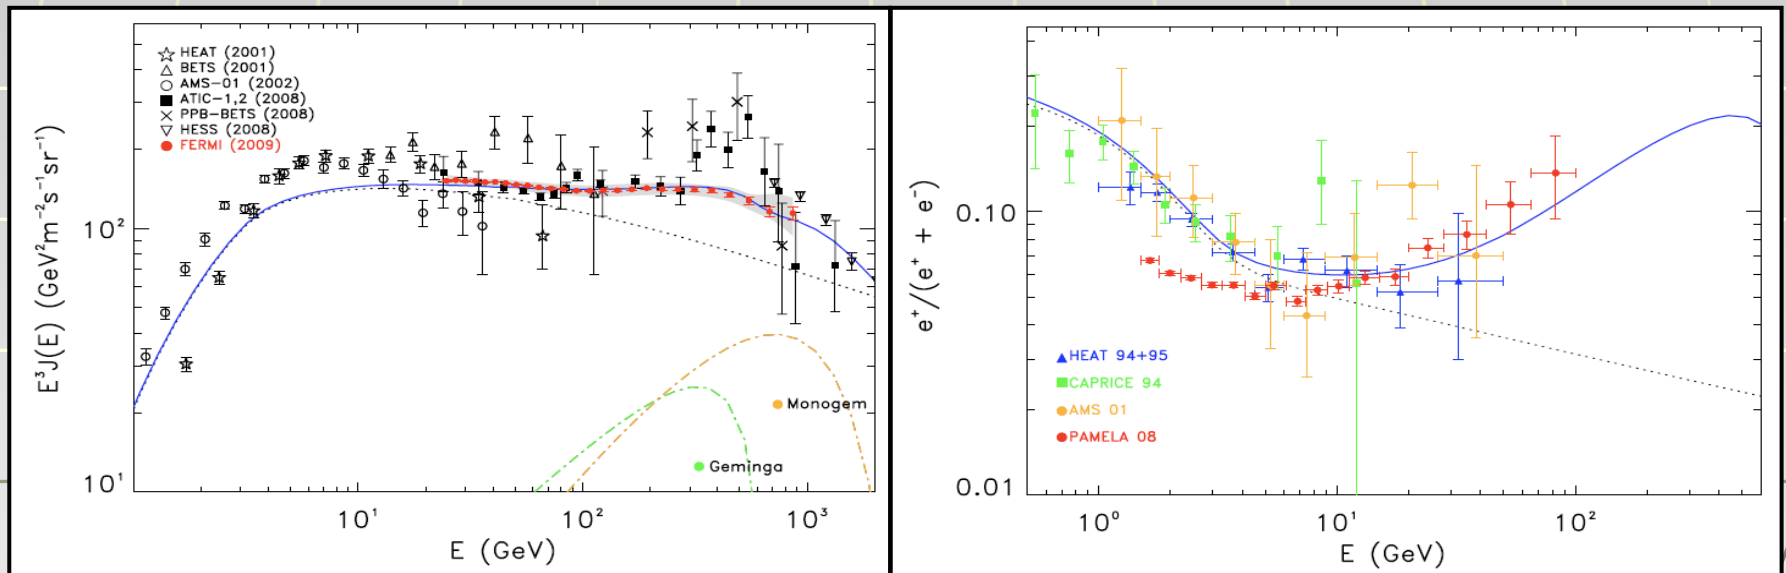 HEAT (2001)
BETS (2001)
AMS-01 (2002)
ATIC-1,2 (2008)
PPB-BETS (2008)
HESS (2008)
FERMI (2009)
E³J(E) (GeV²m⁻²s⁻¹sr⁻¹)
10²
10¹
Monogem
Geminga
10¹
10²
10³
E (GeV)
e⁺/(e⁺ + e⁻)
0.10
0.01
HEAT 94+95
CAPRICE 94
AMS 01
PAMELA 08
10⁰
10¹
10²
E (GeV)